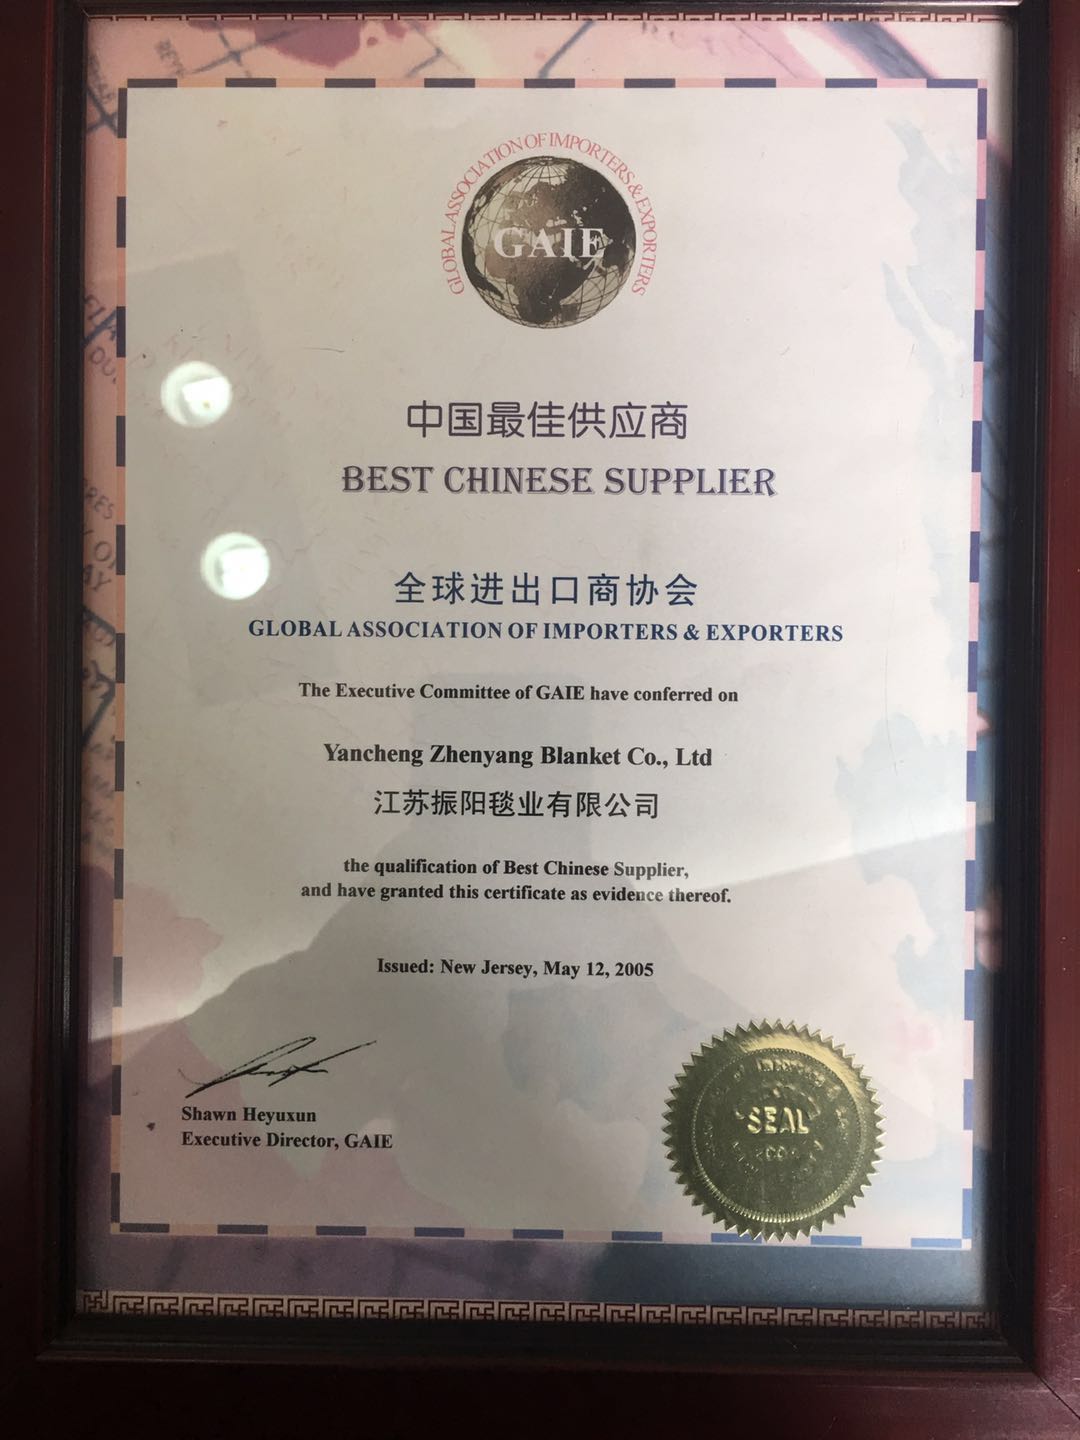 GLOBAL ASSOCIATION OF IMPORTERS & EXPORTERS
GAIE
中国最佳供应商
BEST CHINESE SUPPLIER
全球进出口商协会
GLOBAL ASSOCIATION OF IMPORTERS & EXPORTERS
The Executive Committee of GAIE have conferred on
Yancheng Zhenyang Blanket Co., Ltd
江苏振阳毯业有限公司
the qualification of Best Chinese Supplier,
and have granted this certificate as evidence thereof.
Issued: New Jersey, May 12, 2005
Shawn Heyuxun
Executive Director, GAIE
SEAL